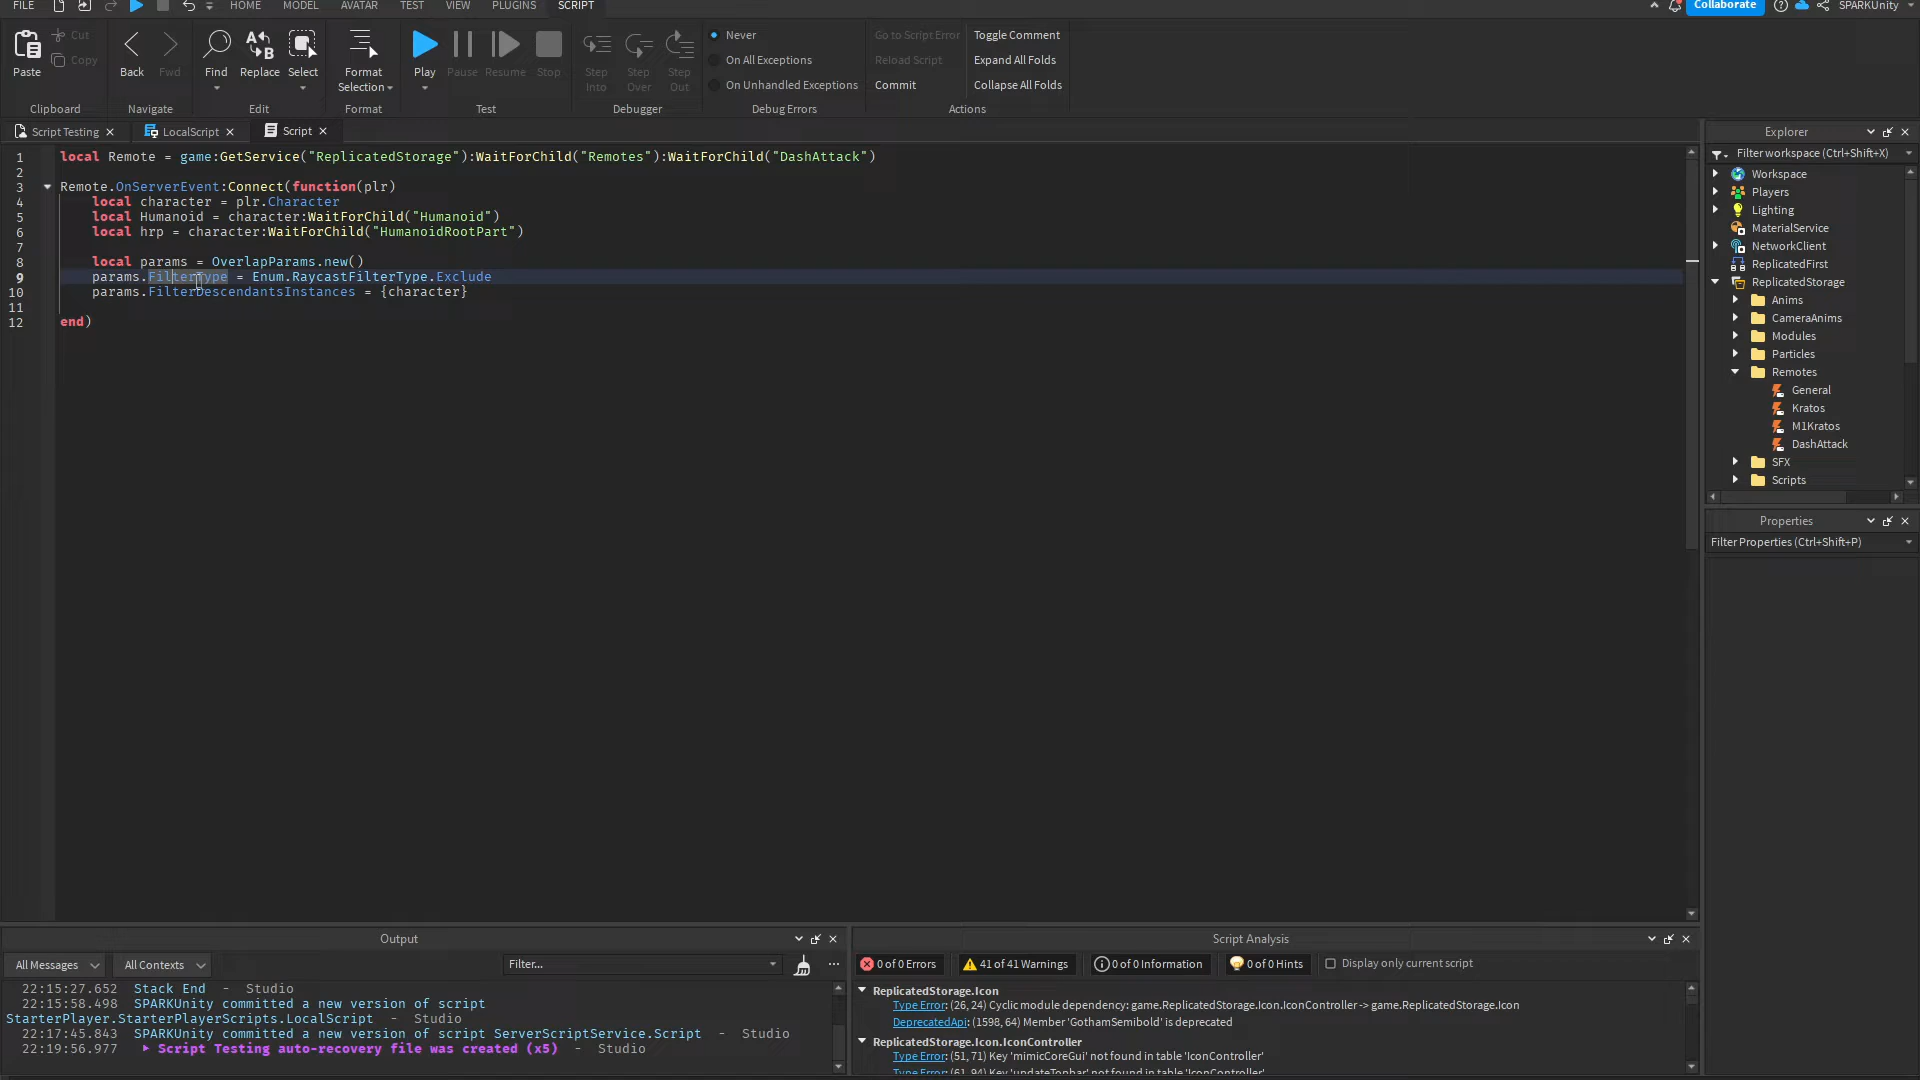 FILE HOME MODEL AVATAR TEST VIEW PLUGINS SCRIPT Collaborate SPARKUnity
Paste Cut Copy
Clipboard
Back Fwd
Navigate
Find Replace Select
Edit
Format Selection
Format
Play Pause Resume Stop
Test
Step Into Step Over Step Out
Debugger
Never
On All Exceptions
On Unhandled Exceptions
Debug Errors
Go to Script Error
Reload Script
Commit
Toggle Comment
Expand All Folds
Collapse All Folds
Actions
Script Testing LocalScript Script
1 local Remote = game:GetService("ReplicatedStorage"):WaitForChild("Remotes"):WaitForChild("DashAttack")
2
3 Remote.OnServerEvent:Connect(function(plr)
4 local character = plr.Character
5 local Humanoid = character:WaitForChild("Humanoid")
6 local hrp = character:WaitForChild("HumanoidRootPart")
7
8 local params = OverlapParams.new()
9 params.FilterType = Enum.RaycastFilterType.Exclude
10 params.FilterDescendantsInstances = {character}
11
12 end)
Explorer
Filter workspace (Ctrl+Shift+X)
Workspace
Players
Lighting
MaterialService
NetworkClient
ReplicatedFirst
ReplicatedStorage
Anims
CameraAnims
Modules
Particles
Remotes
General
Kratos
M1Kratos
DashAttack
SFX
Scripts
Properties
Filter Properties (Ctrl+Shift+P)
Output
All Messages All Contexts Filter...
22:15:27.652 Stack End - Studio
22:15:58.498 SPARKUnity committed a new version of script
StarterPlayer.StarterPlayerScripts.LocalScript - Studio
22:17:45.843 SPARKUnity committed a new version of script ServerScriptService.Script - Studio
22:19:56.977 Script Testing auto-recovery file was created (x5) - Studio
Script Analysis
0 of 0 Errors 41 of 41 Warnings 0 of 0 Information 0 of 0 Hints Display only current script
ReplicatedStorage.Icon
Type Error: (26, 24) Cyclic module dependency: game.ReplicatedStorage.Icon.IconController -> game.ReplicatedStorage.Icon
DeprecatedApi: (1598, 64) Member 'GothamSemibold' is deprecated
ReplicatedStorage.Icon.IconController
Type Error: (51, 71) Key 'mimicCoreGui' not found in table 'IconController'
Type Error: (61, 94) Key 'updateTopbar' not found in table 'IconController'